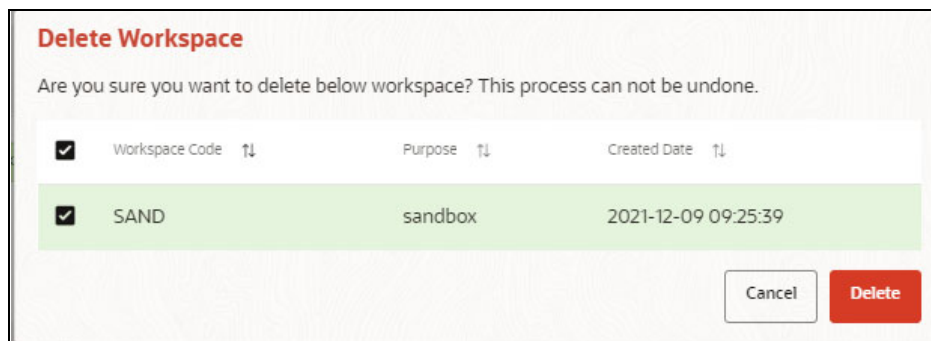 Delete Workspace
Are you sure you want to delete below workspace? This process can not be undone.
Workspace Code Purpose Created Date
SAND sandbox 2021-12-09 09:25:39
Cancel Delete